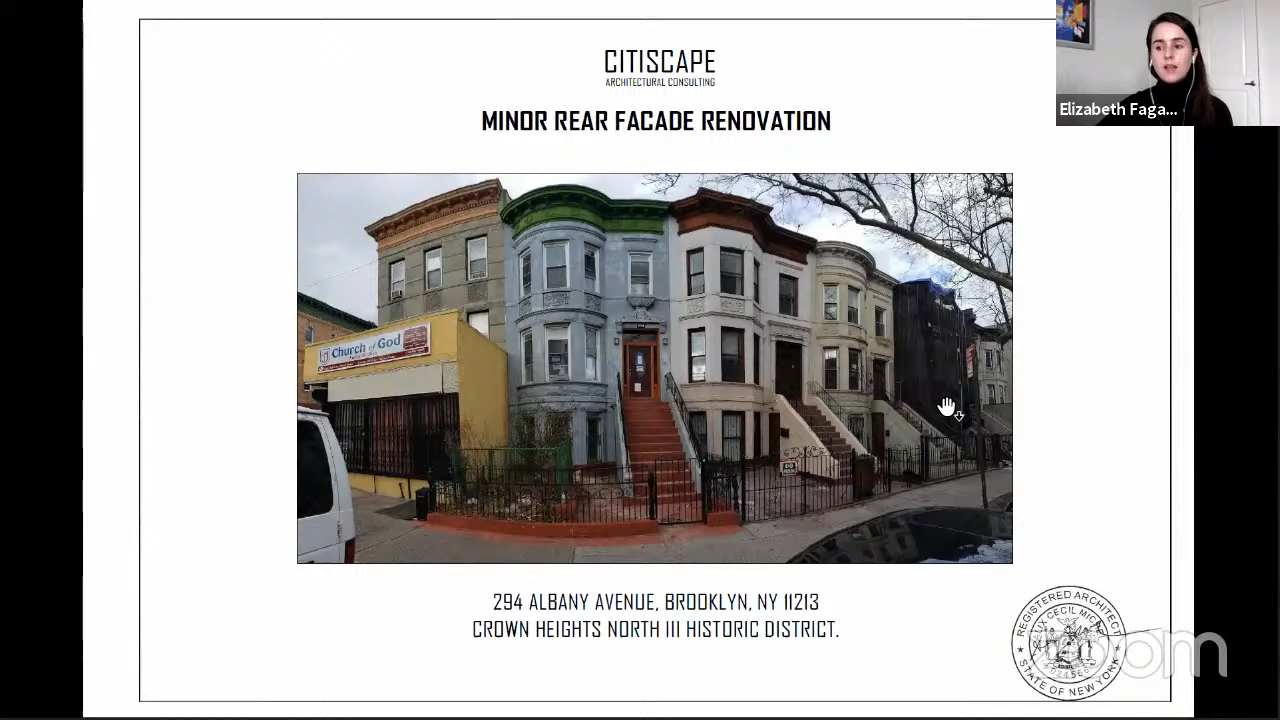 CITISCAPE
ARCHITECTURAL CONSULTING
MINOR REAR FACADE RENOVATION
Elizabeth Faga...
Church of God
294 ALBANY AVENUE, BROOKLYN, NY 11213
CROWN HEIGHTS NORTH III HISTORIC DISTRICT.
REGISTERED ARCHITECT
STATE OF NEW YORK
zoom